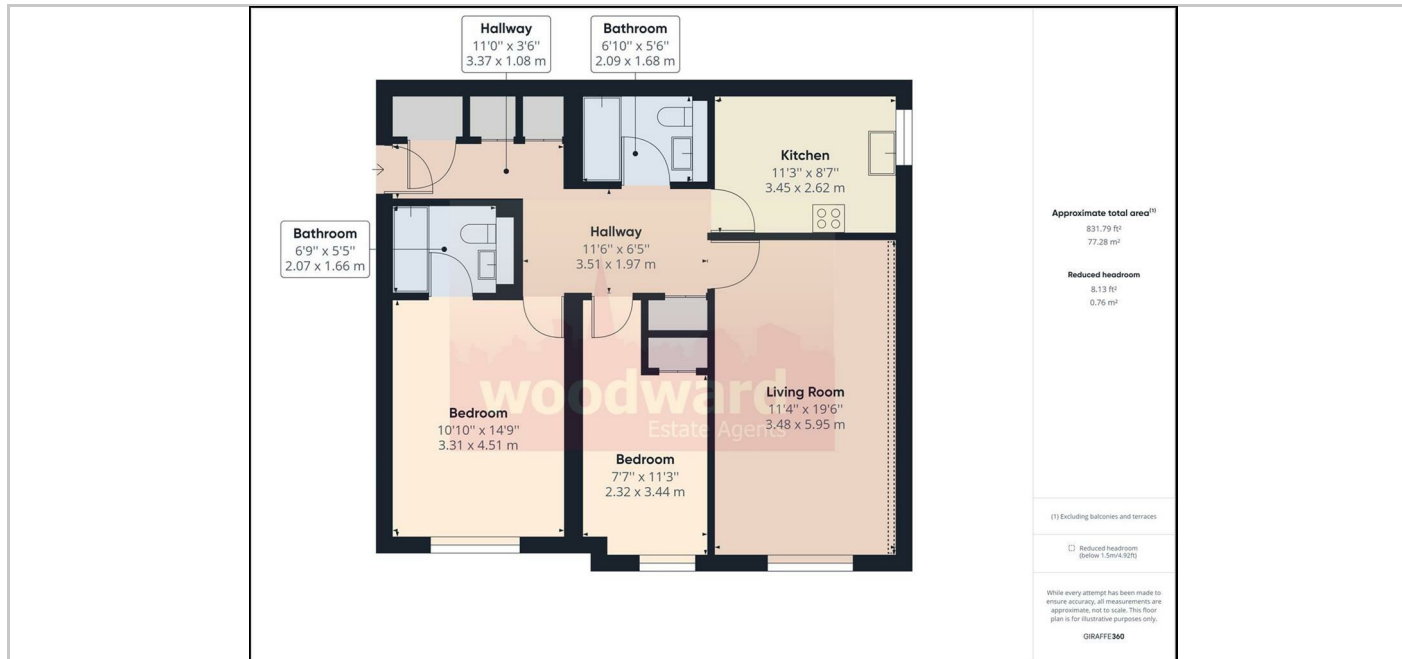 Hallway
11'0'' x 3'6''
3.37 x 1.08 m
Bathroom
6'10'' x 5'6''
2.09 x 1.68 m
Kitchen
11'3'' x 8'7''
3.45 x 2.62 m
Bathroom
6'9'' x 5'5''
2.07 x 1.66 m
Hallway
11'6'' x 6'5''
3.51 x 1.97 m
woodward
Estate Agents
Living Room
11'4'' x 19'6''
3.48 x 5.95 m
Bedroom
10'10'' x 14'9''
3.31 x 4.51 m
Bedroom
7'7'' x 11'3''
2.32 x 3.44 m
Approximate total area(1)
831.79 ft²
77.28 m²
Reduced headroom
8.13 ft²
0.76 m²
(1) Excluding balconies and terraces
Reduced headroom
(below 1.5m/4.92ft)
While every attempt has been made to
ensure accuracy, all measurements are
approximate, not to scale. This floor
plan is for illustrative purposes only.
GIRAFFE360